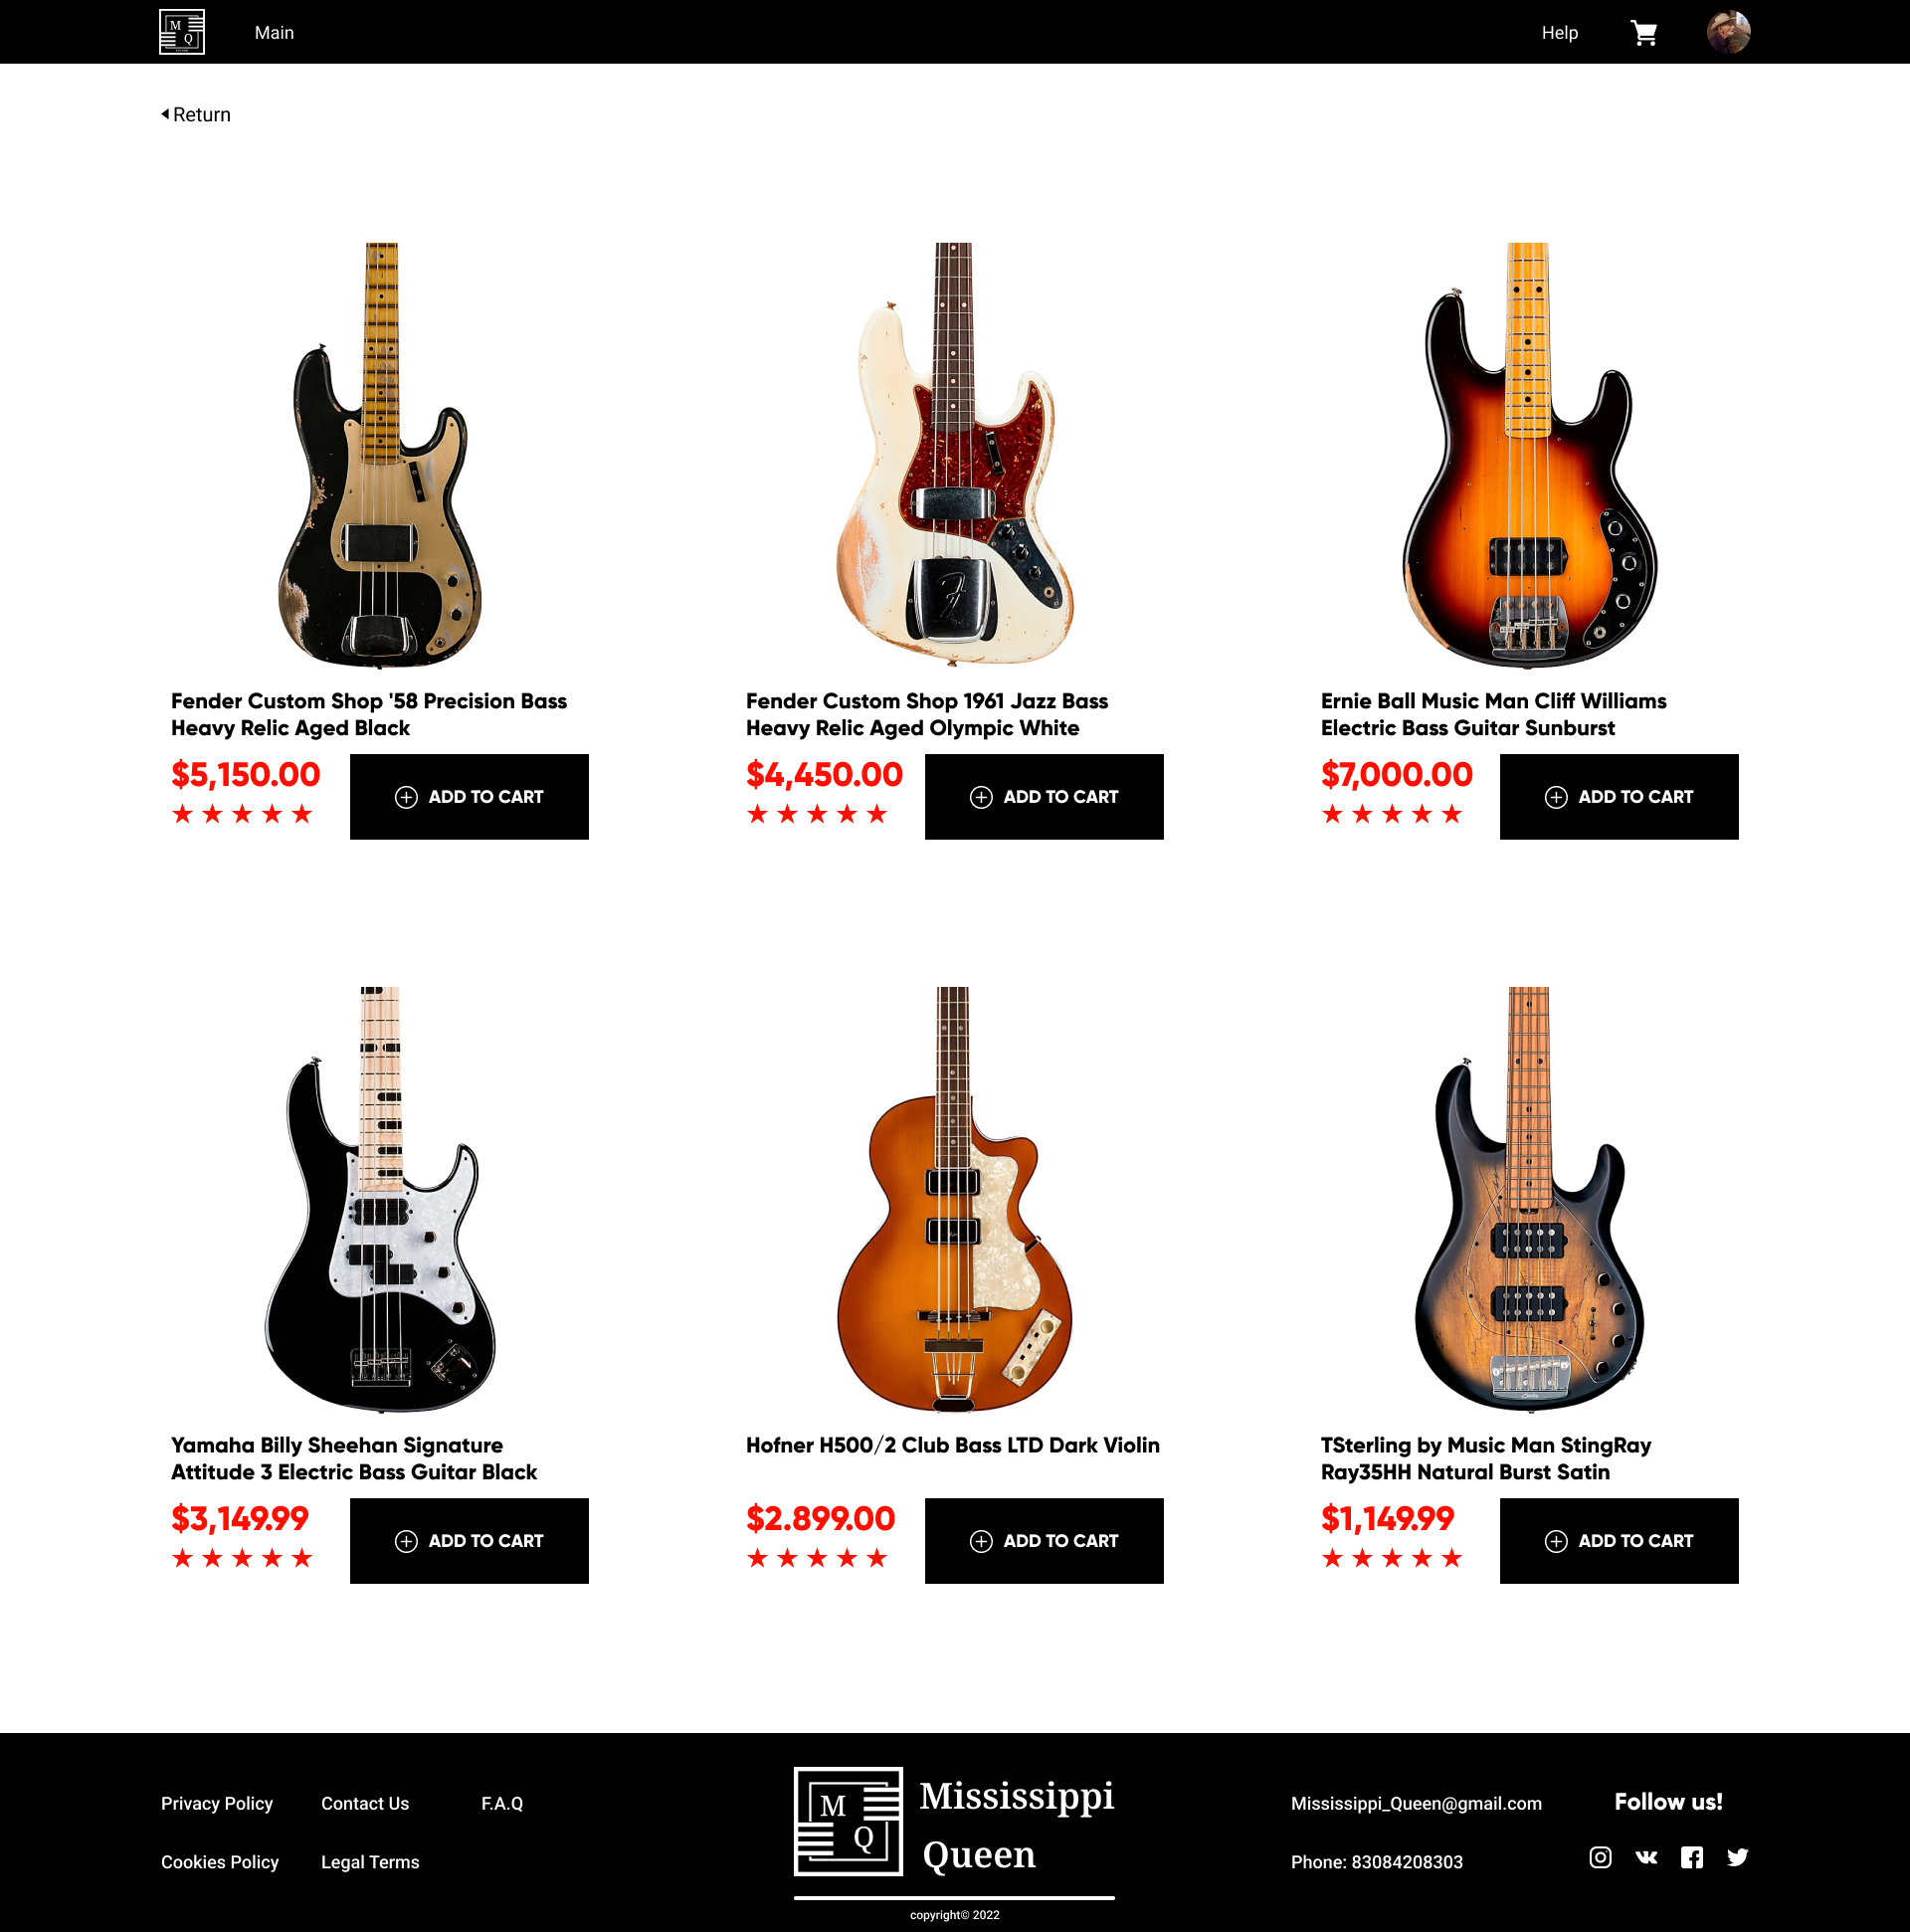 M
Q
Main
Help
Return
Fender Custom Shop '58 Precision Bass
Heavy Relic Aged Black
$5,150.00
ADD TO CART
Fender Custom Shop 1961 Jazz Bass
Heavy Relic Aged Olympic White
$4,450.00
ADD TO CART
Ernie Ball Music Man Cliff Williams
Electric Bass Guitar Sunburst
$7,000.00
ADD TO CART
Yamaha Billy Sheehan Signature
Attitude 3 Electric Bass Guitar Black
$3,149.99
ADD TO CART
Hofner H500/2 Club Bass LTD Dark Violin
$2.899.00
ADD TO CART
TSterling by Music Man StingRay
Ray35HH Natural Burst Satin
$1,149.99
ADD TO CART
Privacy Policy
Contact Us
F.A.Q
Cookies Policy
Legal Terms
M
Q
Mississippi
Queen
copyright© 2022
Mississippi_Queen@gmail.com
Phone: 83084208303
Follow us!